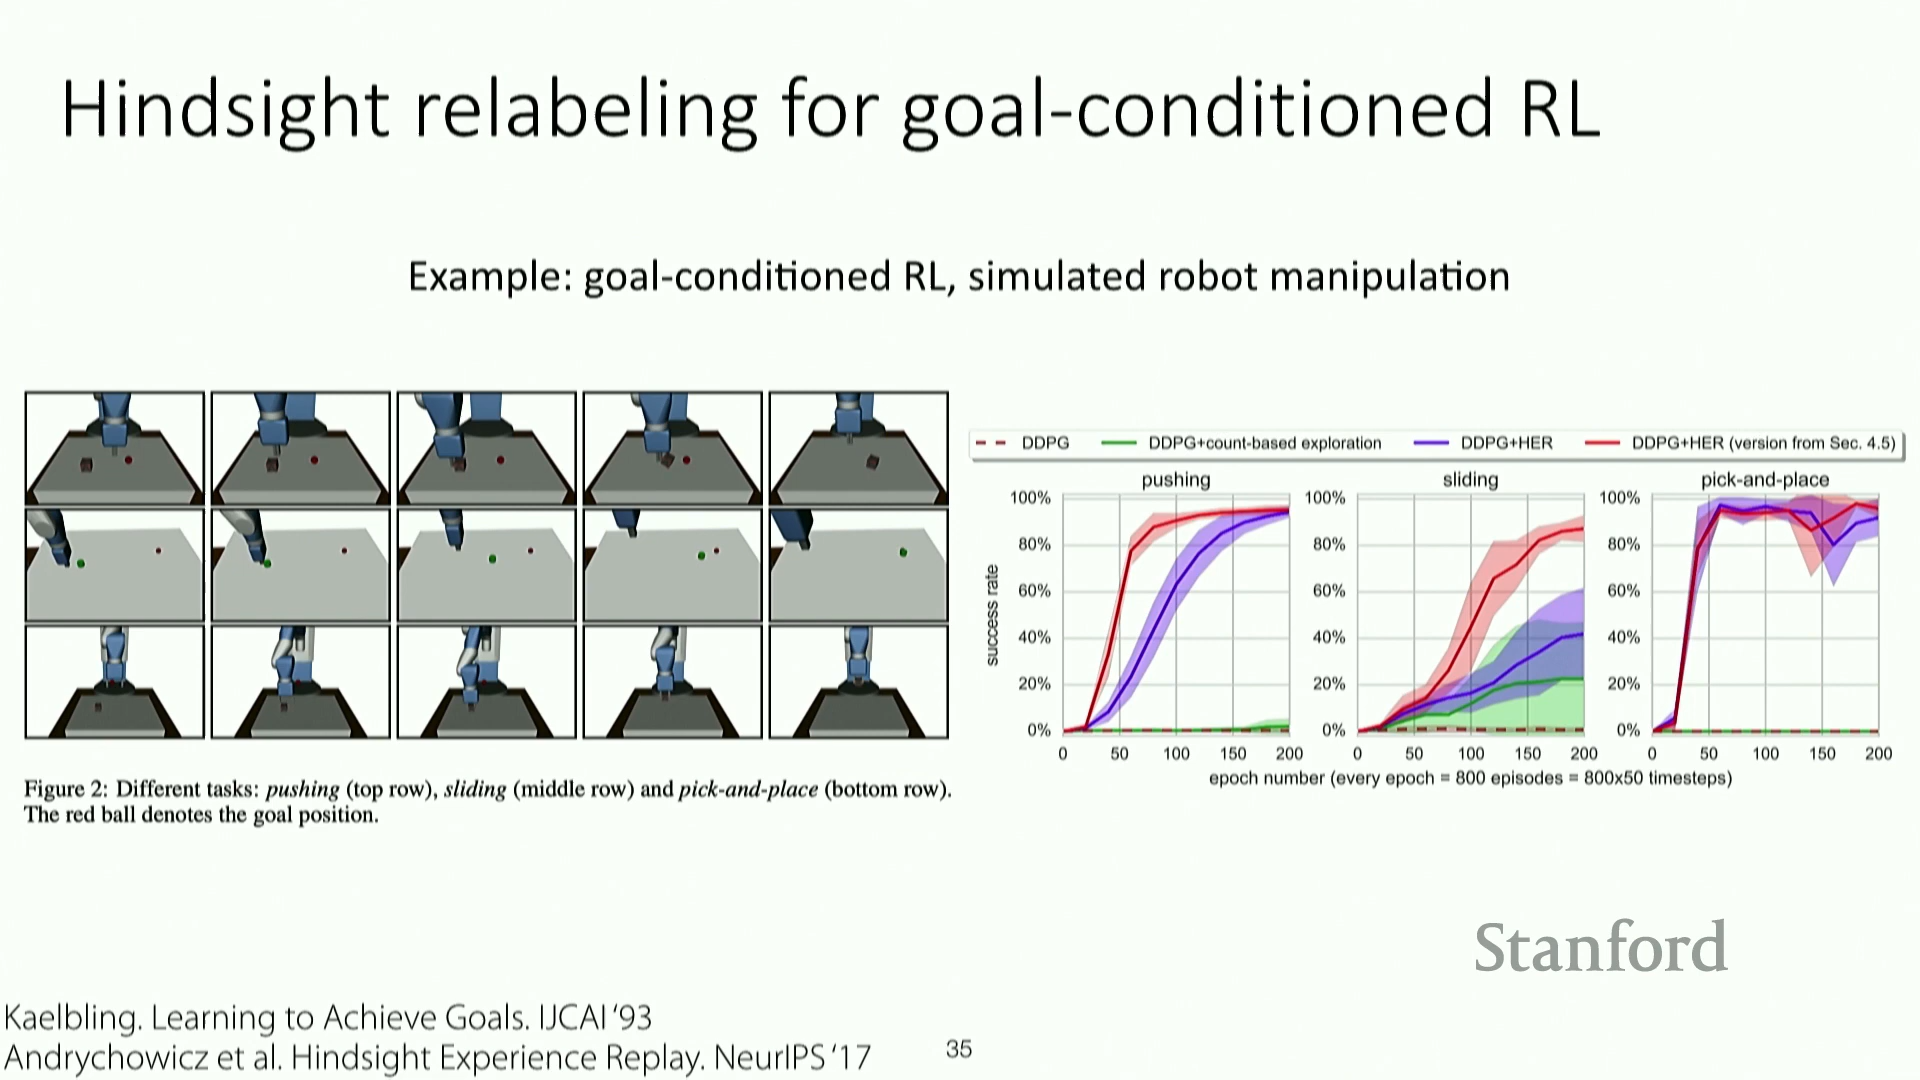 Hindsight relabeling for goal-conditioned RL
Example: goal-conditioned RL, simulated robot manipulation
Figure 2: Different tasks: pushing (top row), sliding (middle row) and pick-and-place (bottom row).
The red ball denotes the goal position.
DDPG DDPG+count-based exploration DDPG+HER DDPG+HER (version from Sec. 4.5)
pushing sliding pick-and-place
100% 100% 100%
80% 80% 80%
60% 60% 60%
40% 40% 40%
20% 20% 20%
0% 0% 0%
success rate
0 50 100 150 200 0 50 100 150 200 0 50 100 150 200
epoch number (every epoch = 800 episodes = 800x50 timesteps)
Stanford
Kaelbling. Learning to Achieve Goals. IJCAI '93
Andrychowicz et al. Hindsight Experience Replay. NeurIPS '17
35